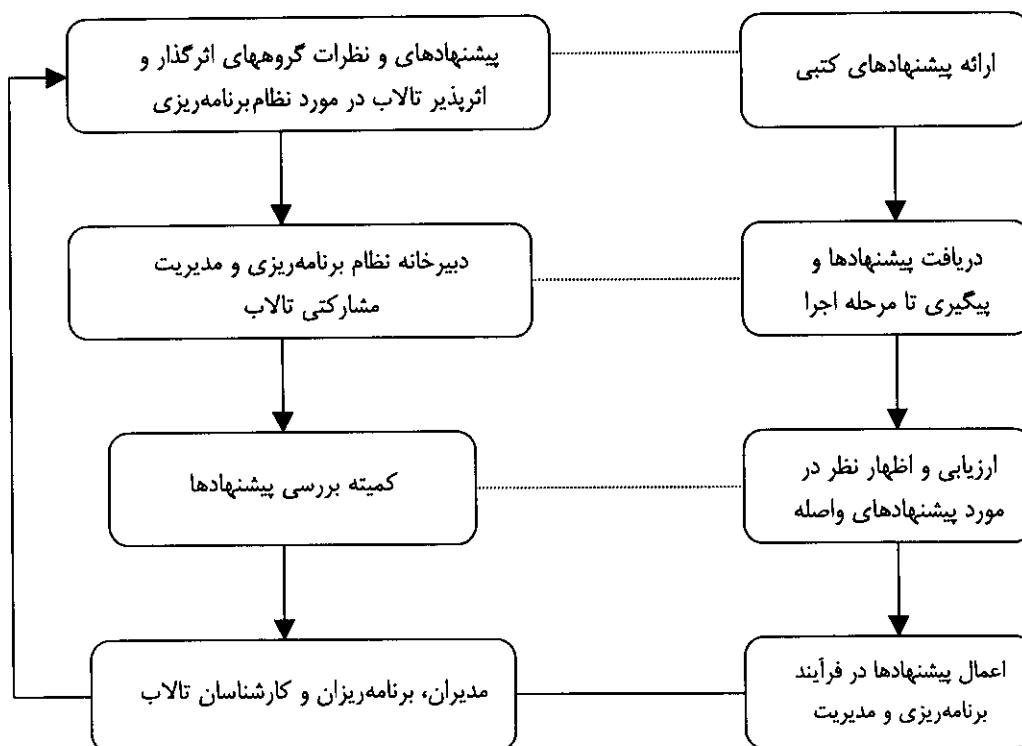 ارائه پیشنهادهای کتبی
پیشنهادهای و نظرات گروههای اثرگذار و
اثرپذیر تالاب در مورد نظام‌برنامه‌ریزی
دریافت پیشنهادها و
پیگیری تا مرحله اجرا
دبیرخانه نظام برنامه‌ریزی و مدیریت
مشارکتی تالاب
ارزیابی و اظهار نظر در
مورد پیشنهادهای واصله
کمیته بررسی پیشنهادها
اعمال پیشنهادها در فرآیند
برنامه‌ریزی و مدیریت
مدیران، برنامه‌ریزان و کارشناسان تالاب